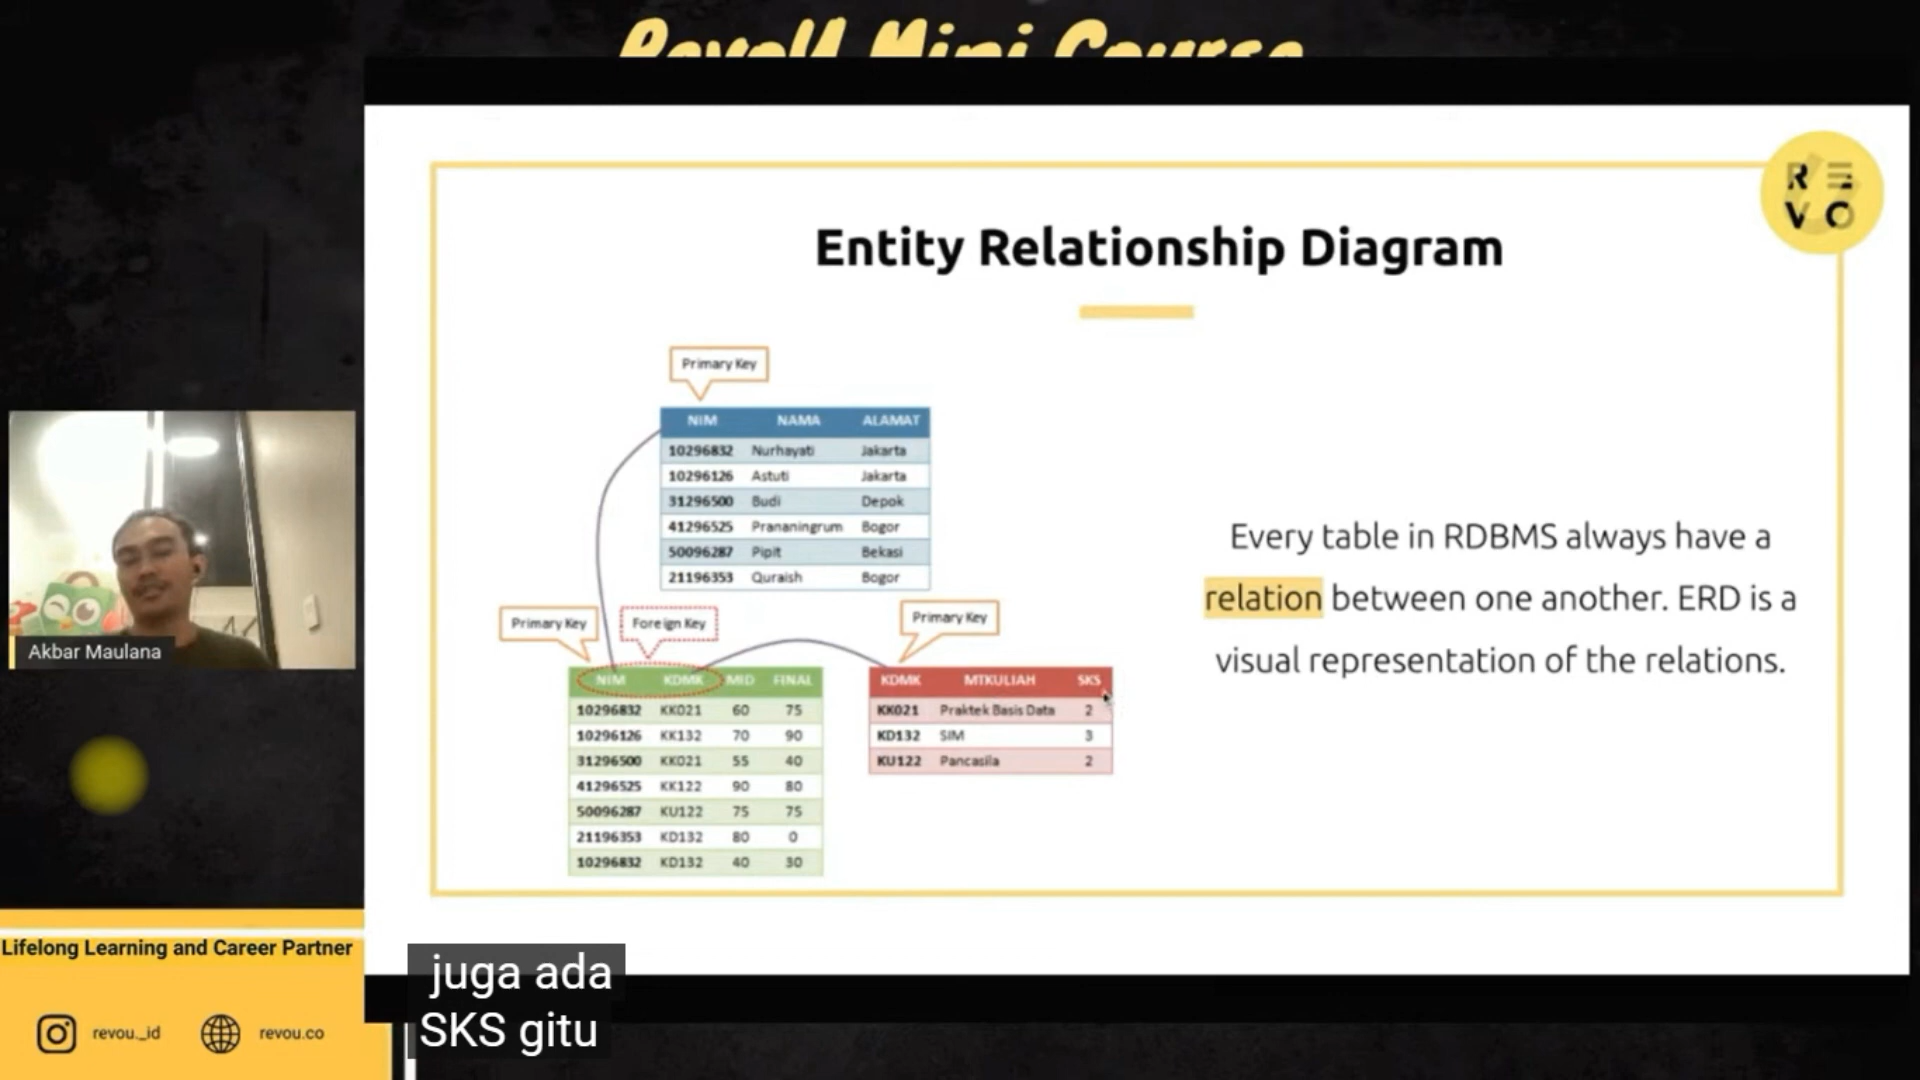 RevoU Mini Course
R E
V O
Entity Relationship Diagram
Primary Key
NIM NAMA ALAMAT
10296832 Nurhayati Jakarta
10296126 Astuti Jakarta
31296500 Budi Depok
41296525 Prananingrum Bogor
50096287 Pipit Bekasi
21196353 Quraish Bogor
Primary Key
Foreign Key
Primary Key
NIM KDMK MID FINAL
10296832 KK021 60 75
10296126 KK132 70 90
31296500 KK021 55 40
41296525 KK122 90 80
50096287 KU122 75 75
21196353 KD132 80 0
10296832 KD132 40 30
KDMK MTKULIAH SKS
KK021 Praktek Basis Data 2
KD132 SIM 3
KU122 Pancasila 2
Every table in RDBMS always have a
relation between one another. ERD is a
visual representation of the relations.
Akbar Maulana
Lifelong Learning and Career Partner
revou_id
revou.co
juga ada
SKS gitu